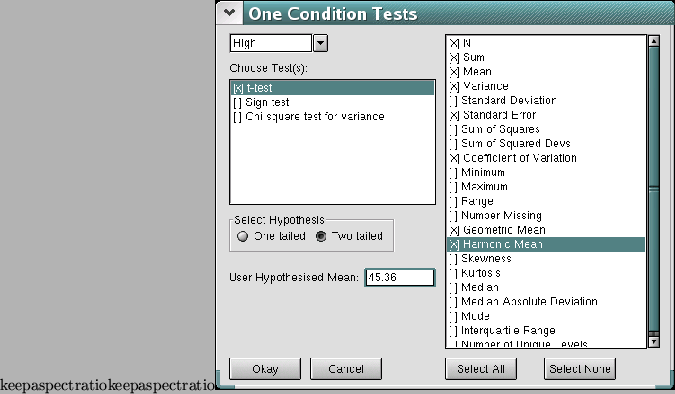 One Condition Tests
High
Choose Test(s):
[x] t-test
[ ] Sign test
[ ] Chi square test for variance
Select Hypothesis
One tailed
Two tailed
User Hypothesised Mean: 45.36
[x] N
[x] Sum
[x] Mean
[x] Variance
[ ] Standard Deviation
[x] Standard Error
[ ] Sum of Squares
[ ] Sum of Squared Devs
[x] Coefficient of Variation
[ ] Minimum
[ ] Maximum
[ ] Range
[ ] Number Missing
[x] Geometric Mean
[x] Harmonic Mean
[ ] Skewness
[ ] Kurtosis
[ ] Median
[ ] Median Absolute Deviation
[ ] Mode
[ ] Interquartile Range
[ ] Number of Unique Levels
Okay
Cancel
Select All
Select None
keepaspectratiokeepaspectratio